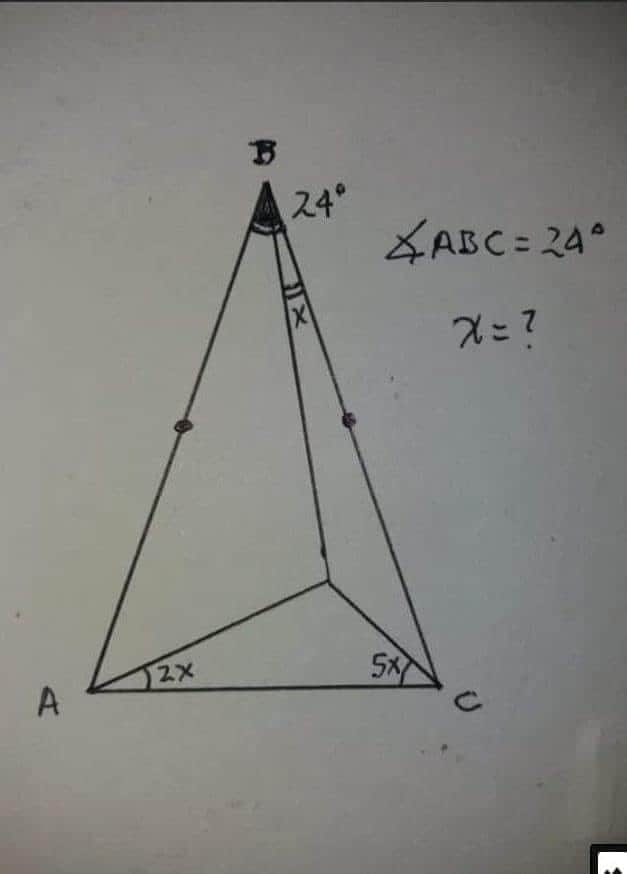 B
24°
∡ABC = 24°
x
x = ?
2x
5x
A
C